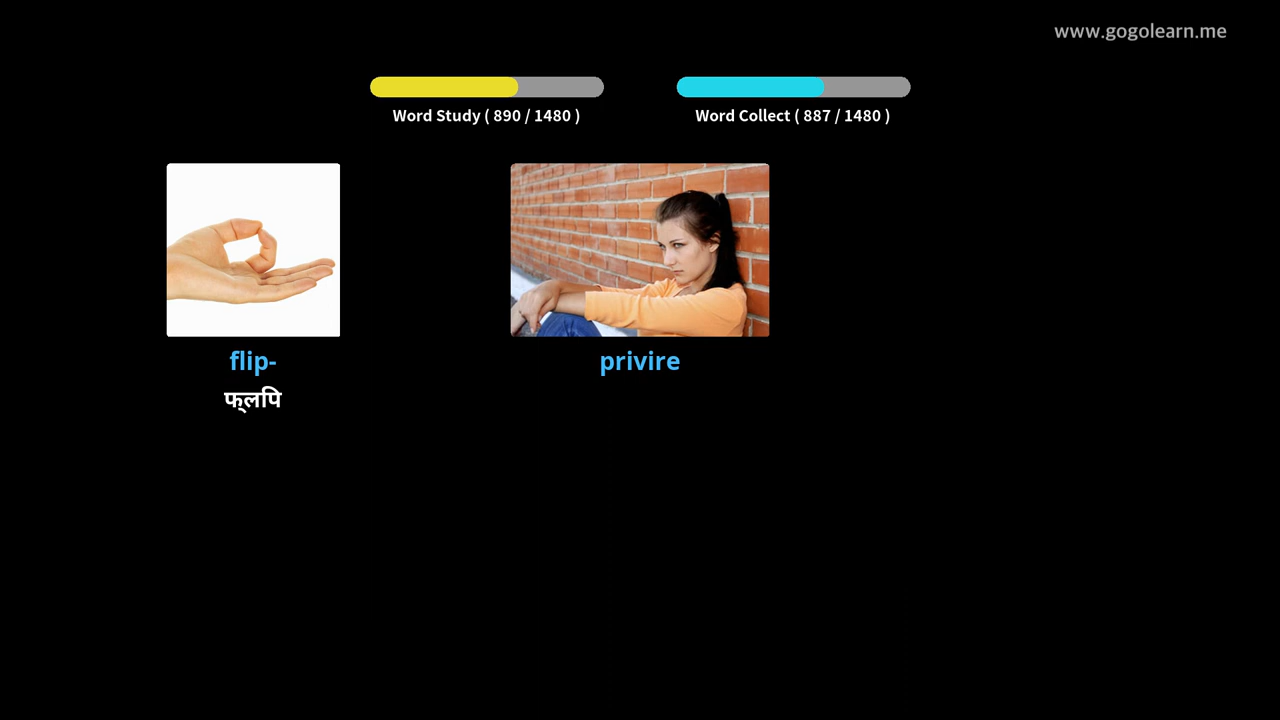 www.gogolearn.me
Word Study ( 890 / 1480 )
Word Collect ( 887 / 1480 )
flip-
privire
फ्लपि